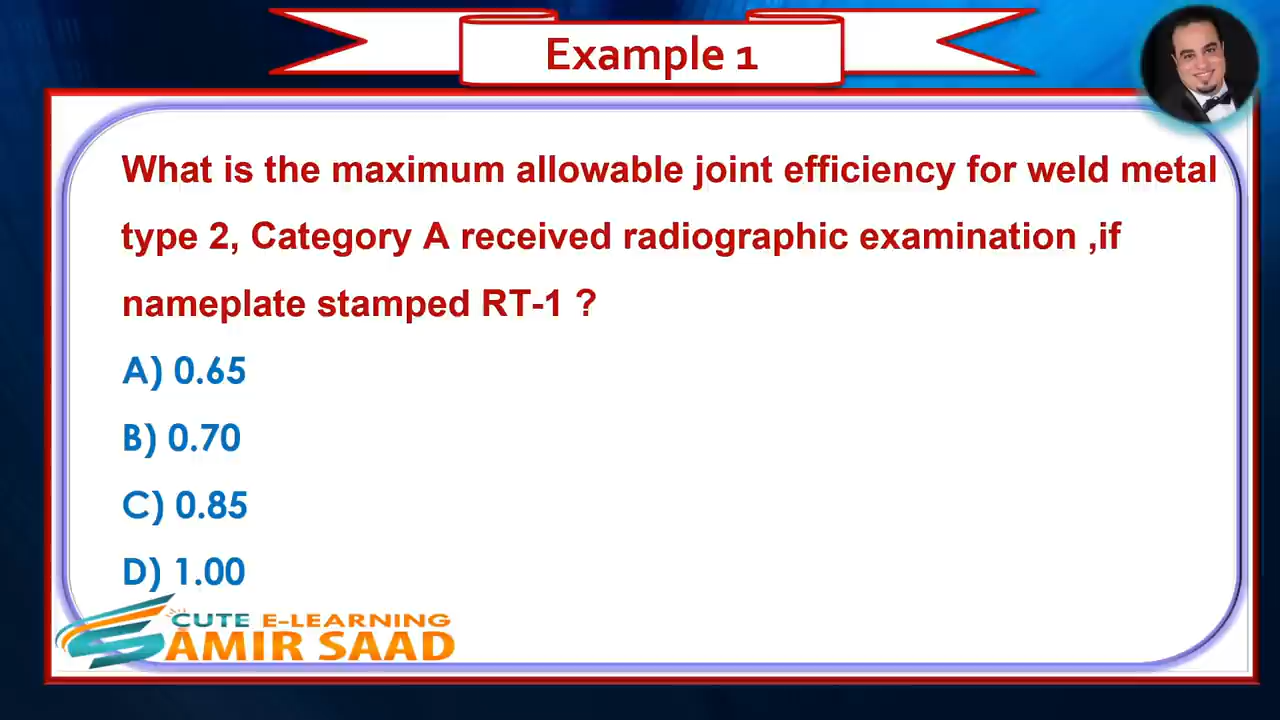 Example 1
What is the maximum allowable joint efficiency for weld metal
type 2, Category A received radiographic examination ,if
nameplate stamped RT-1 ?
A) 0.65
B) 0.70
C) 0.85
D) 1.00
CUTE E-LEARNING
AMIR SAAD